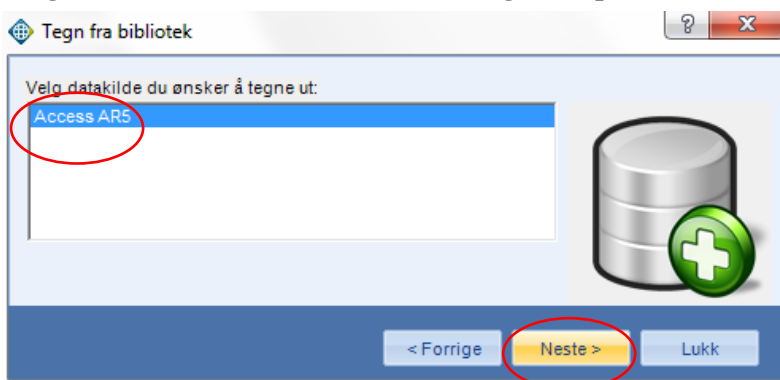 Tegn fra bibliotek
Velg datakilde du ønsker å tegne ut:
Access AR5
< Forrige
Neste >
Lukk